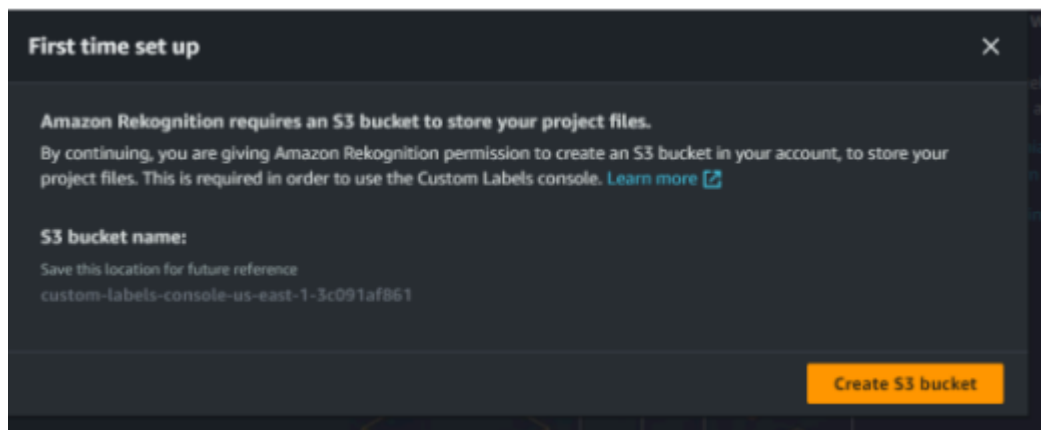 First time set up
Amazon Rekognition requires an S3 bucket to store your project files.
By continuing, you are giving Amazon Rekognition permission to create an S3 bucket in your account, to store your
project files. This is required in order to use the Custom Labels console. Learn more
S3 bucket name:
Save this location for future reference
custom-labels-console-us-east-1-3c091af861
Create S3 bucket